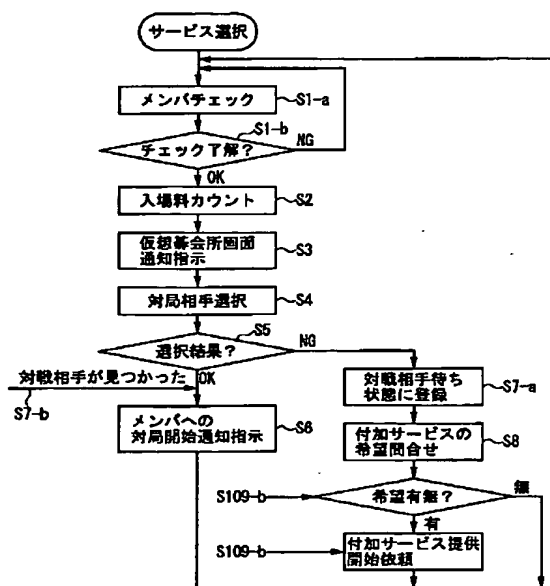 サービス選択
メンバチェック
S1-a
S1-b
チェック了解?
NG
OK
入場料カウント
S2
仮想碁会所画面
通知指示
S3
対局相手選択
S4
S5
選択結果?
NG
OK
対戦相手が見つかった
S7-b
メンバへの
対局開始通知指示
S6
対戦相手待ち
状態に登録
S7-a
付加サービスの
希望問合せ
S8
S109-b
希望有無?
無
有
S109-b
付加サービス提供
開始依頼